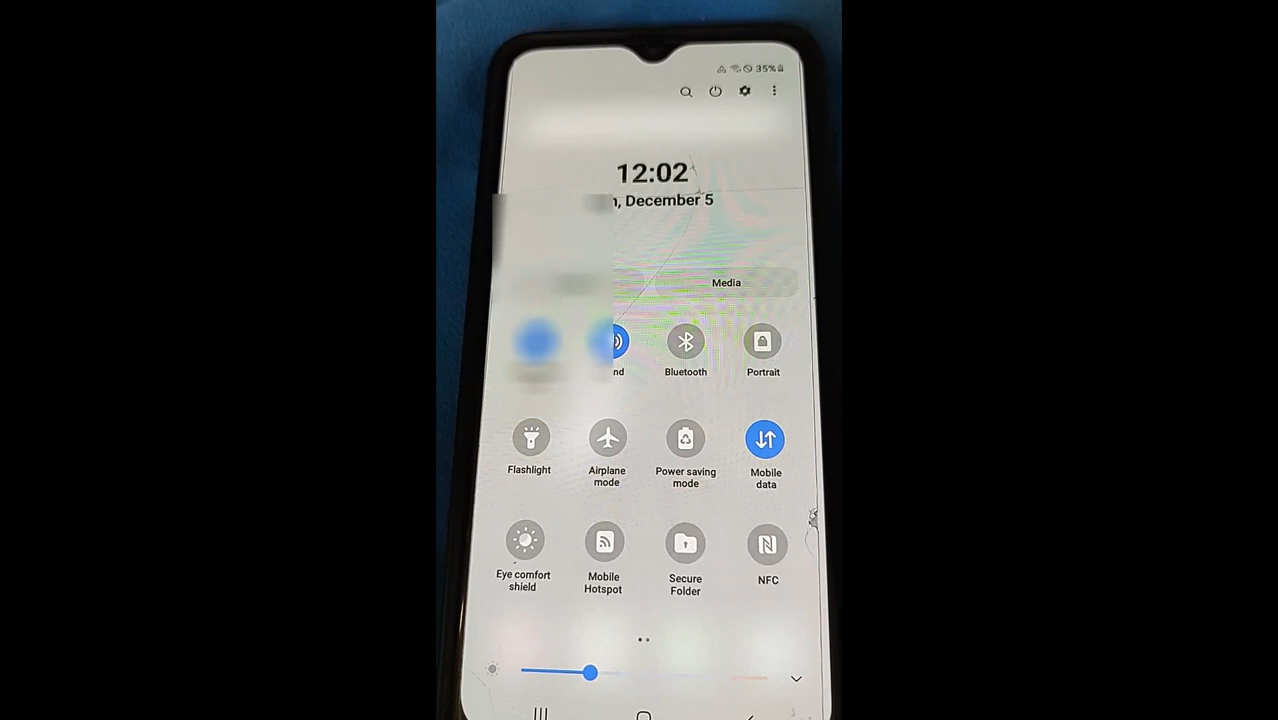 35%
12:02
, December 5
Media
Bluetooth
Portrait
Flashlight
Airplane
mode
Power saving
mode
Mobile
data
Eye comfort
shield
Mobile
Hotspot
Secure
Folder
NFC